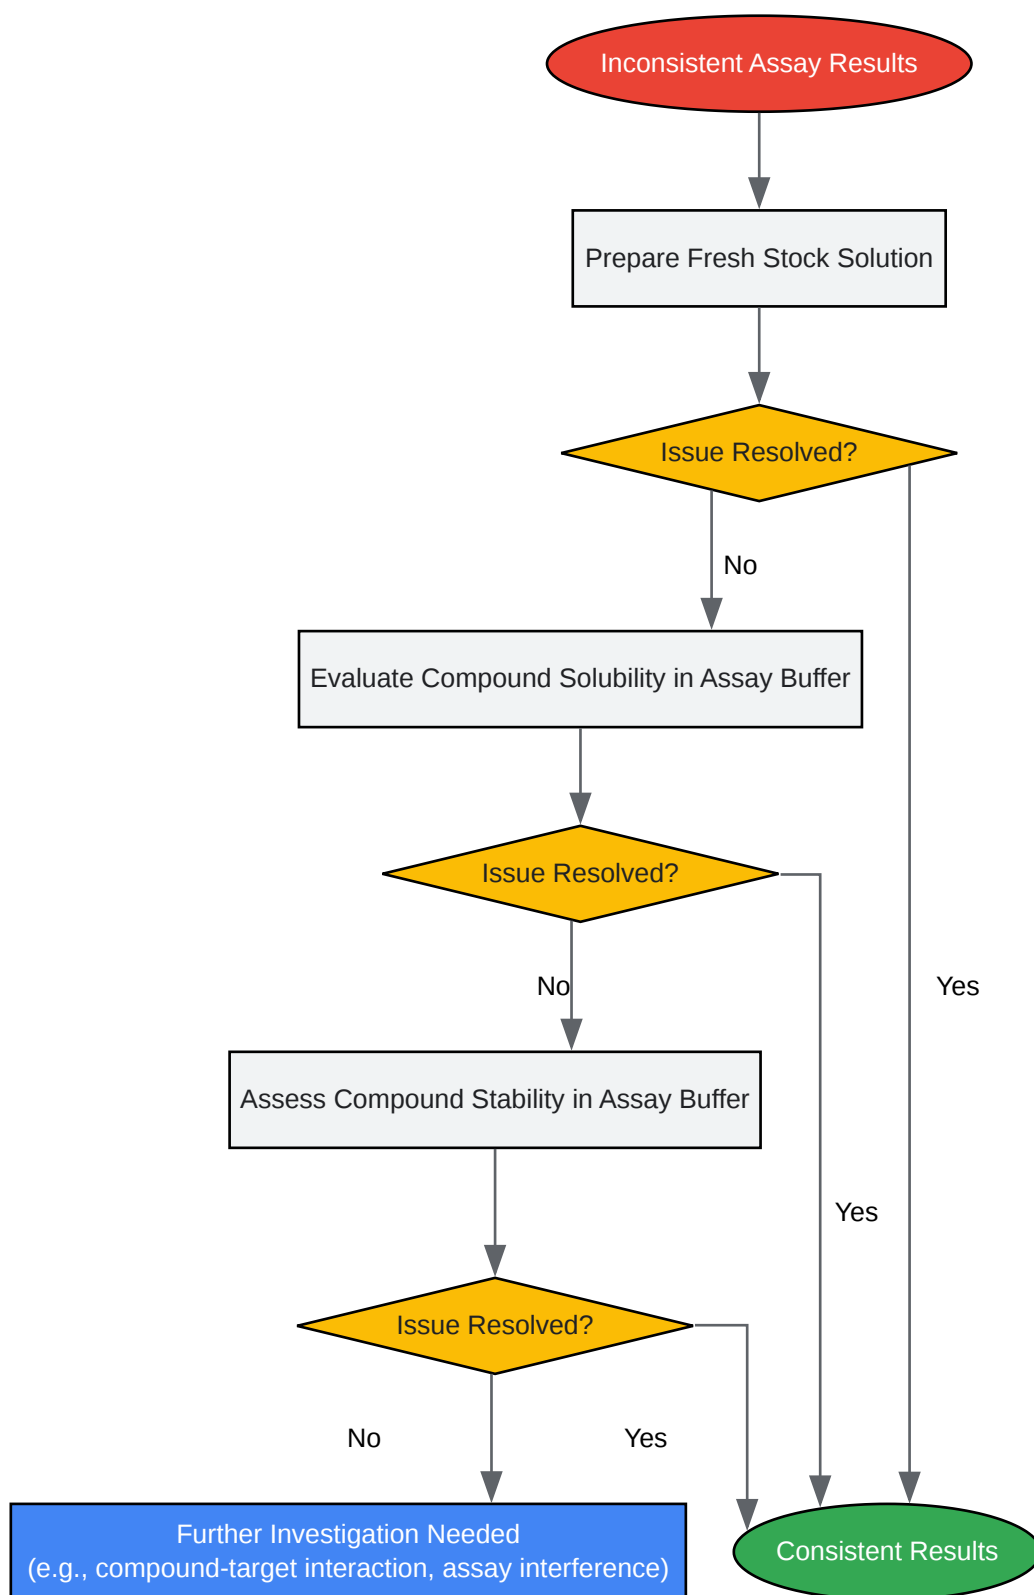 Inconsistent Assay Results
Prepare Fresh Stock Solution
Issue Resolved?
No
Evaluate Compound Solubility in Assay Buffer
Issue Resolved?
No
Yes
Assess Compound Stability in Assay Buffer
Yes
Issue Resolved?
No
Yes
Further Investigation Needed
(e.g., compound-target interaction, assay interference)
Consistent Results